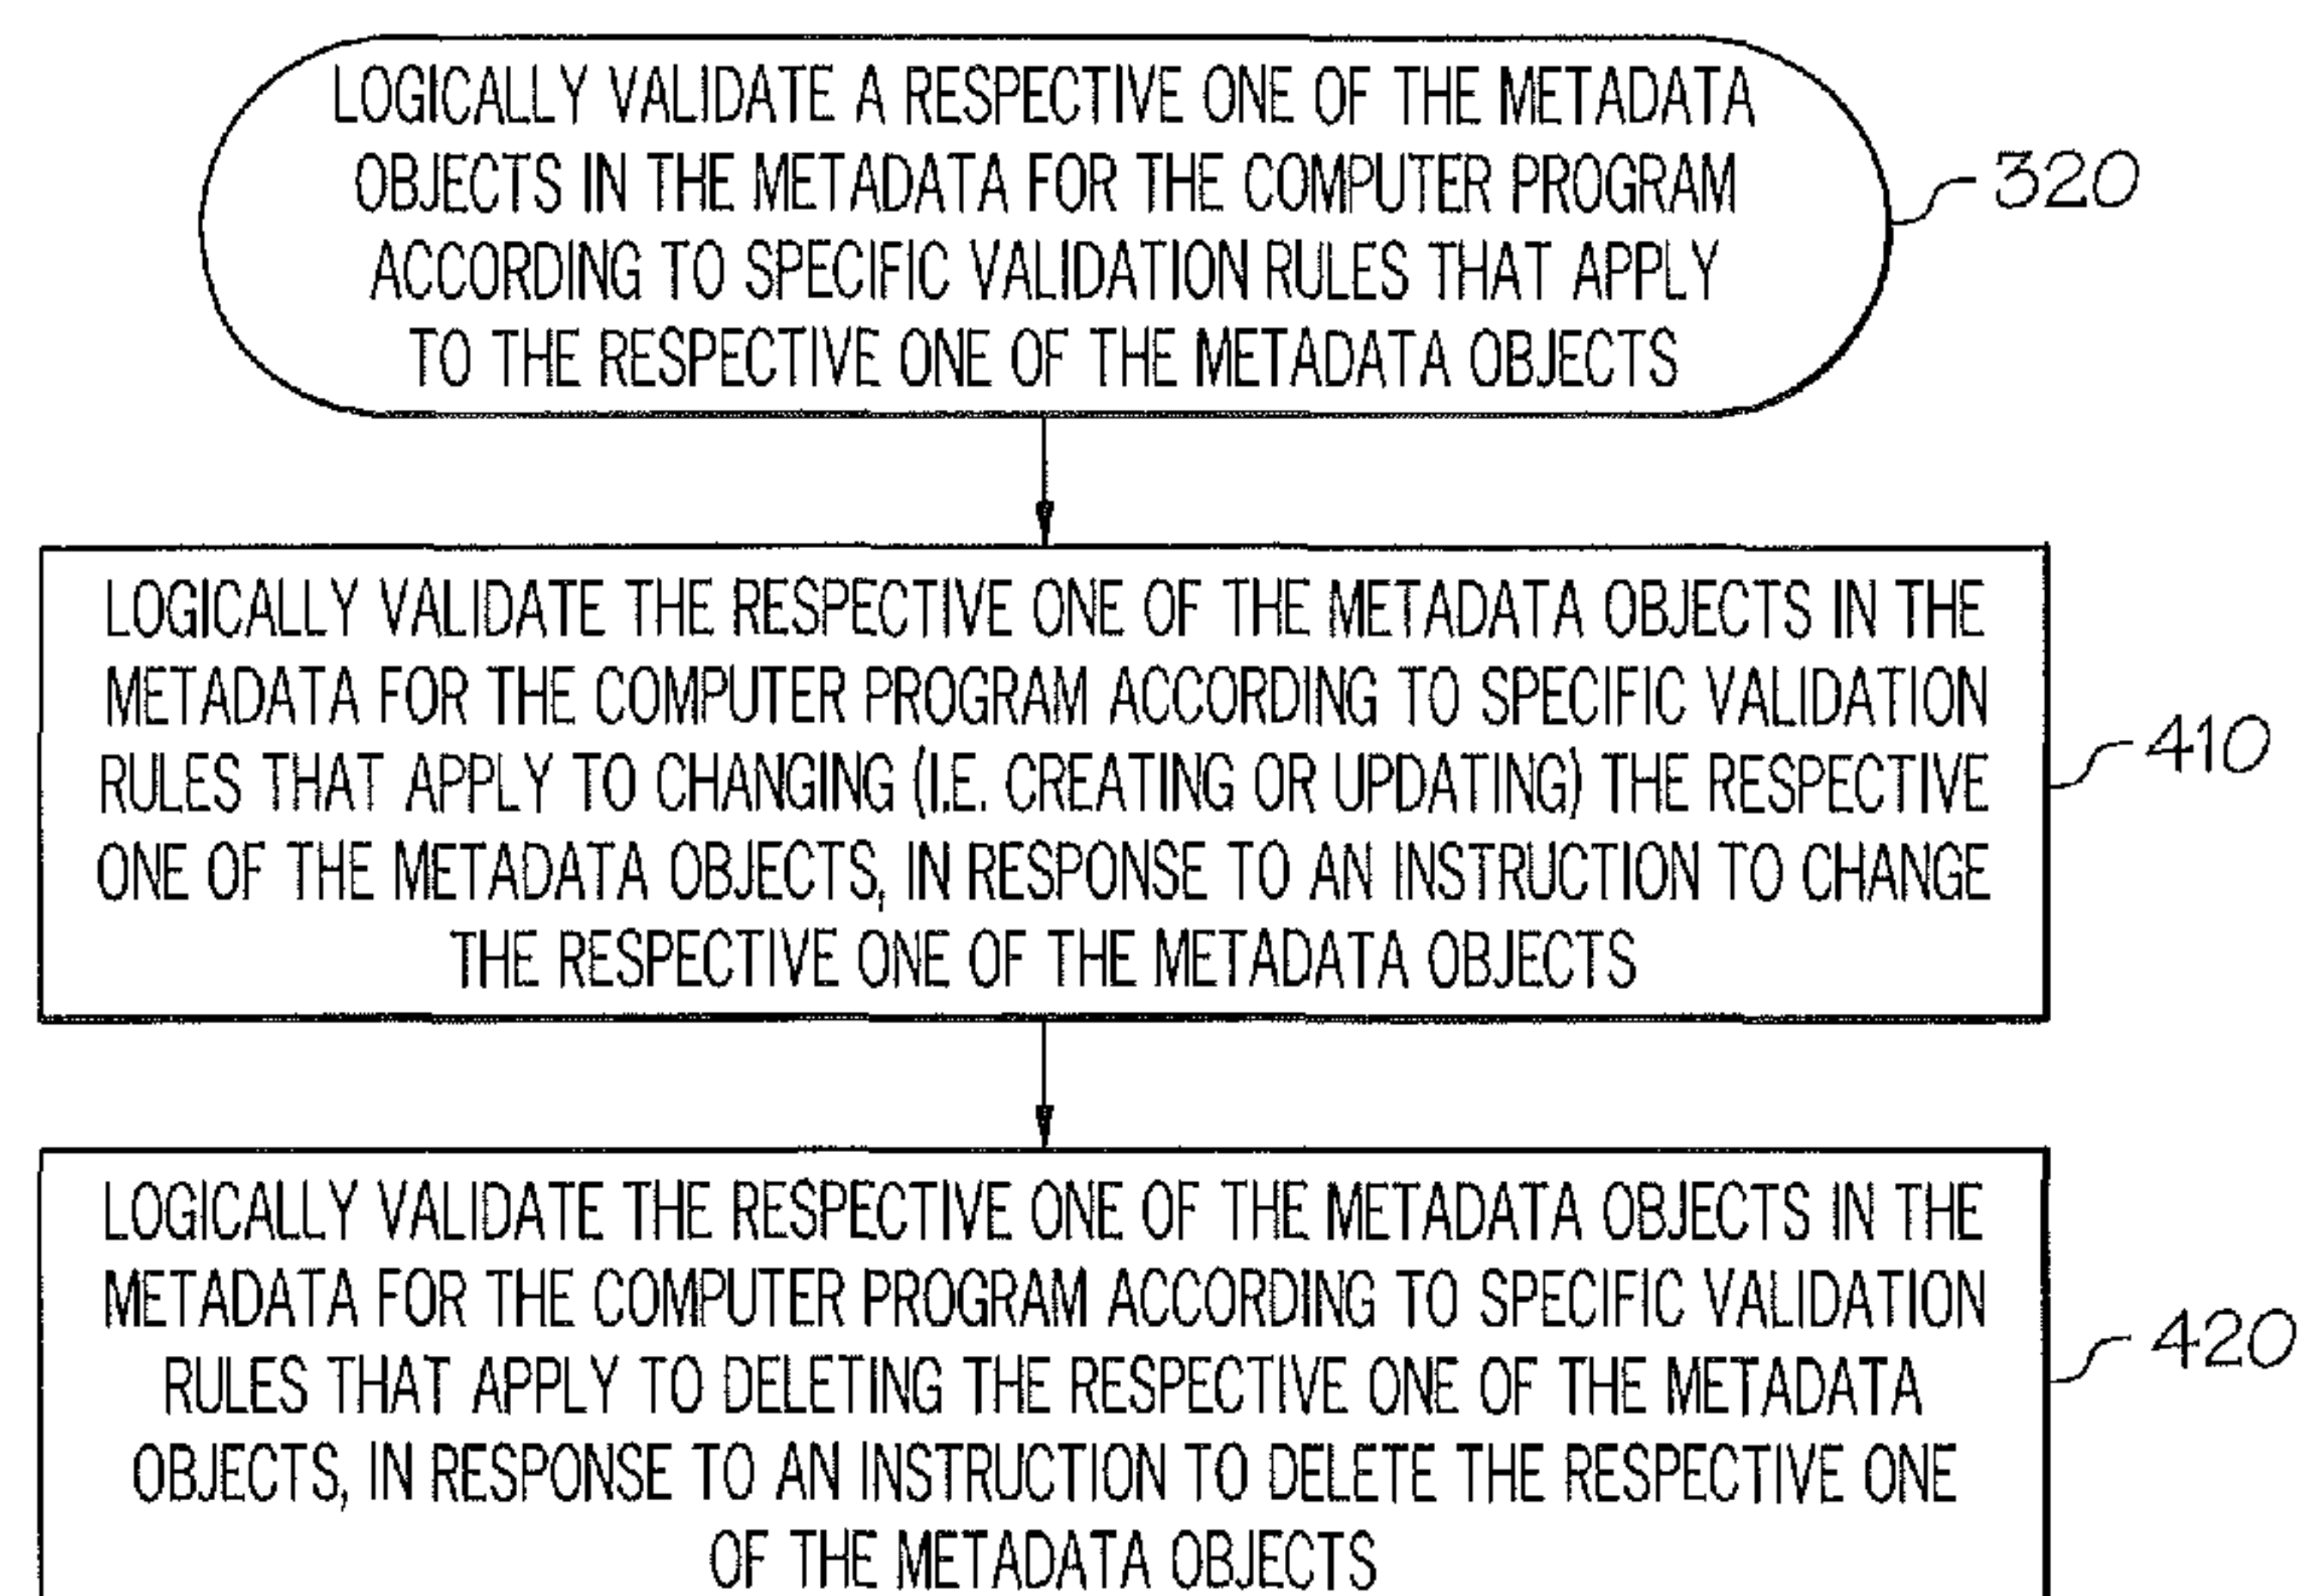 LOGICALLY VALIDATE A RESPECTIVE ONE OF THE METADATA
OBJECTS IN THE METADATA FOR THE COMPUTER PROGRAM
ACCORDING TO SPECIFIC VALIDATION RULES THAT APPLY
TO THE RESPECTIVE ONE OF THE METADATA OBJECTS
320
LOGICALLY VALIDATE THE RESPECTIVE ONE OF THE METADATA OBJECTS IN THE
METADATA FOR THE COMPUTER PROGRAM ACCORDING TO SPECIFIC VALIDATION
RULES THAT APPLY TO CHANGING (I.E. CREATING OR UPDATING) THE RESPECTIVE
ONE OF THE METADATA OBJECTS, IN RESPONSE TO AN INSTRUCTION TO CHANGE
THE RESPECTIVE ONE OF THE METADATA OBJECTS
410
LOGICALLY VALIDATE THE RESPECTIVE ONE OF THE METADATA OBJECTS IN THE
METADATA FOR THE COMPUTER PROGRAM ACCORDING TO SPECIFIC VALIDATION
RULES THAT APPLY TO DELETING THE RESPECTIVE ONE OF THE METADATA
OBJECTS, IN RESPONSE TO AN INSTRUCTION TO DELETE THE RESPECTIVE ONE
OF THE METADATA OBJECTS
420